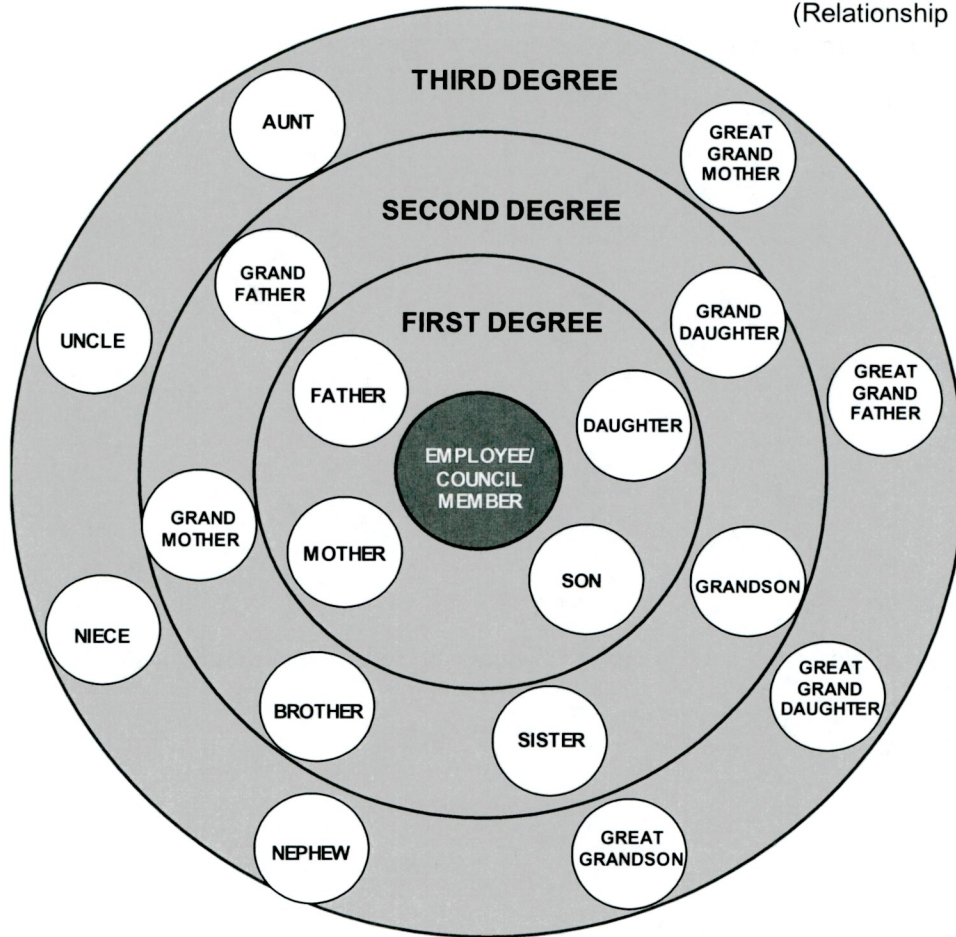 (Relationship
THIRD DEGREE
AUNT
GREAT
GRAND
MOTHER
SECOND DEGREE
GRAND
FATHER
GRAND
DAUGHTER
UNCLE
FIRST DEGREE
FATHER
DAUGHTER
GREAT
GRAND
FATHER
EMPLOYEE/
COUNCIL
MEMBER
GRAND
MOTHER
MOTHER
SON
GRANDSON
NIECE
GREAT
GRAND
DAUGHTER
BROTHER
SISTER
NEPHEW
GREAT
GRANDSON